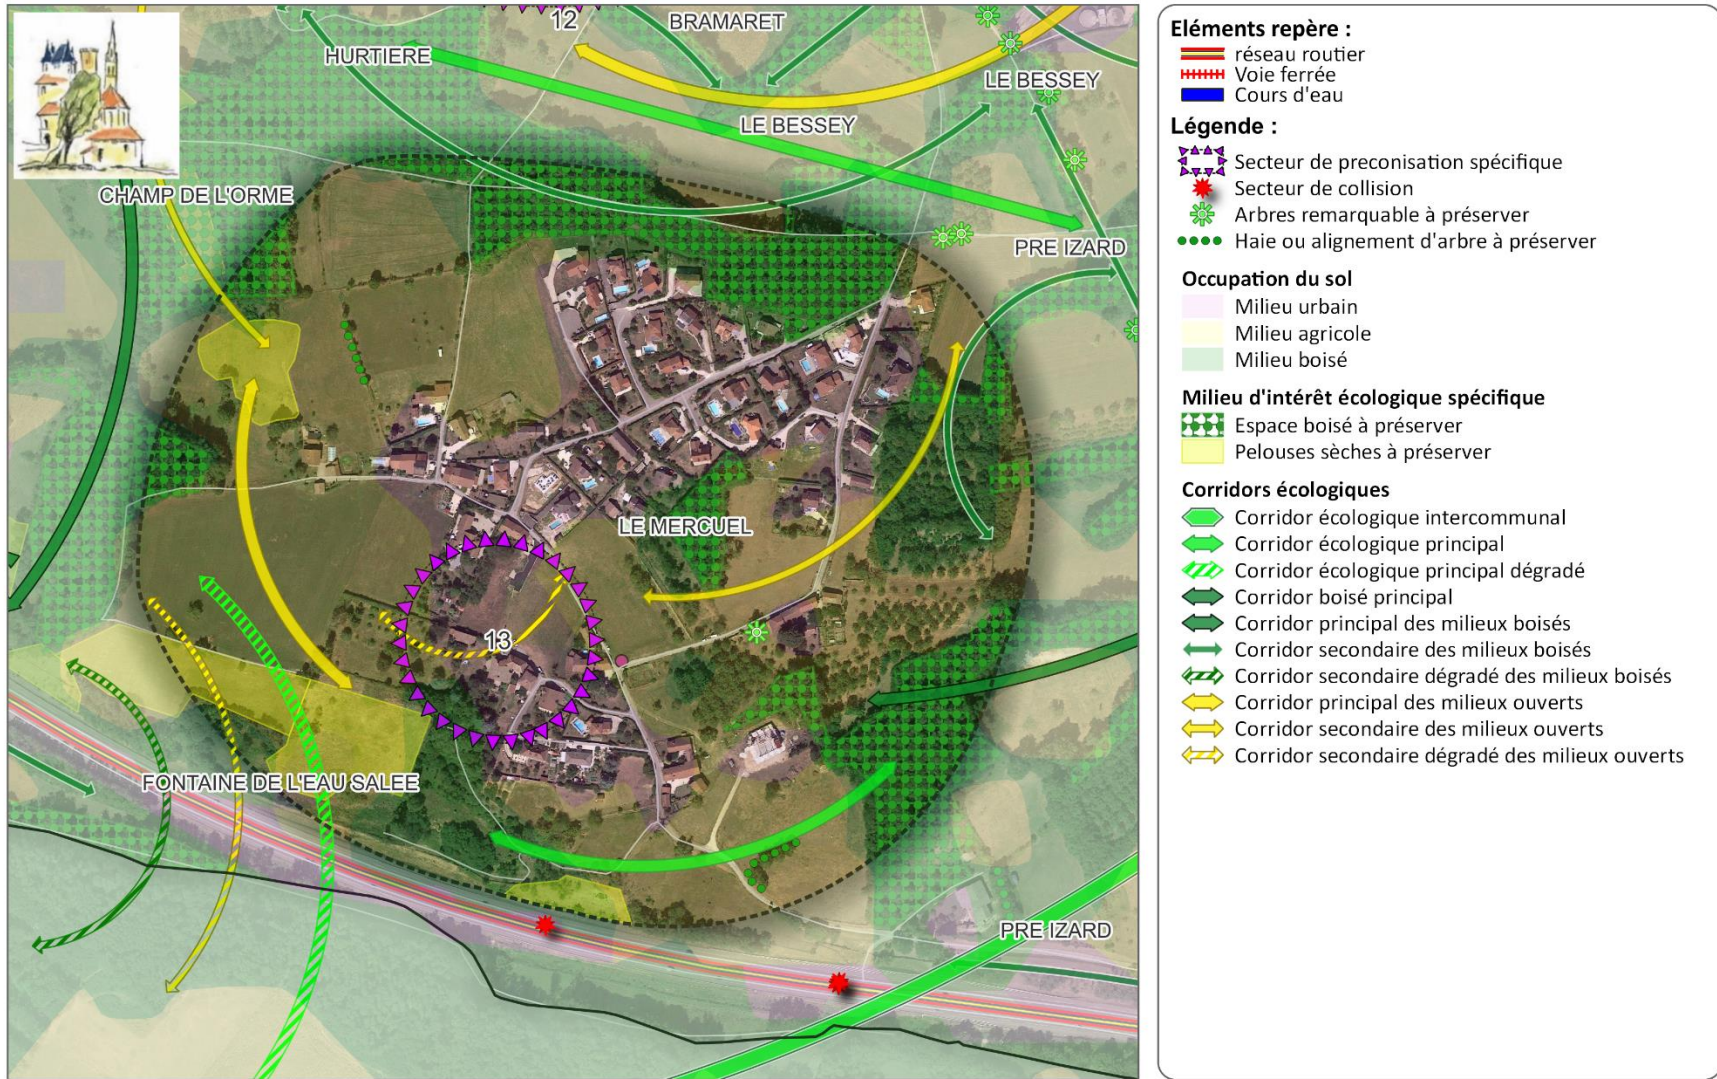 12
BRAMARET
HURTIERE
LE BESSEY
LE BESSEY
CHAMP DE L'ORME
PRE IZARD
LE MERCUEL
13
FONTAINE DE L'EAU SALEE
PRE IZARD
Eléments repère :
réseau routier
Voie ferrée
Cours d'eau
Légende :
Secteur de preconisation spécifique
Secteur de collision
Arbres remarquable à préserver
Haie ou alignement d'arbre à préserver
Occupation du sol
Milieu urbain
Milieu agricole
Milieu boisé
Milieu d'intérêt écologique spécifique
Espace boisé à préserver
Pelouses sèches à préserver
Corridors écologiques
Corridor écologique intercommunal
Corridor écologique principal
Corridor écologique principal dégradé
Corridor boisé principal
Corridor principal des milieux boisés
Corridor secondaire des milieux boisés
Corridor secondaire dégradé des milieux boisés
Corridor principal des milieux ouverts
Corridor secondaire des milieux ouverts
Corridor secondaire dégradé des milieux ouverts